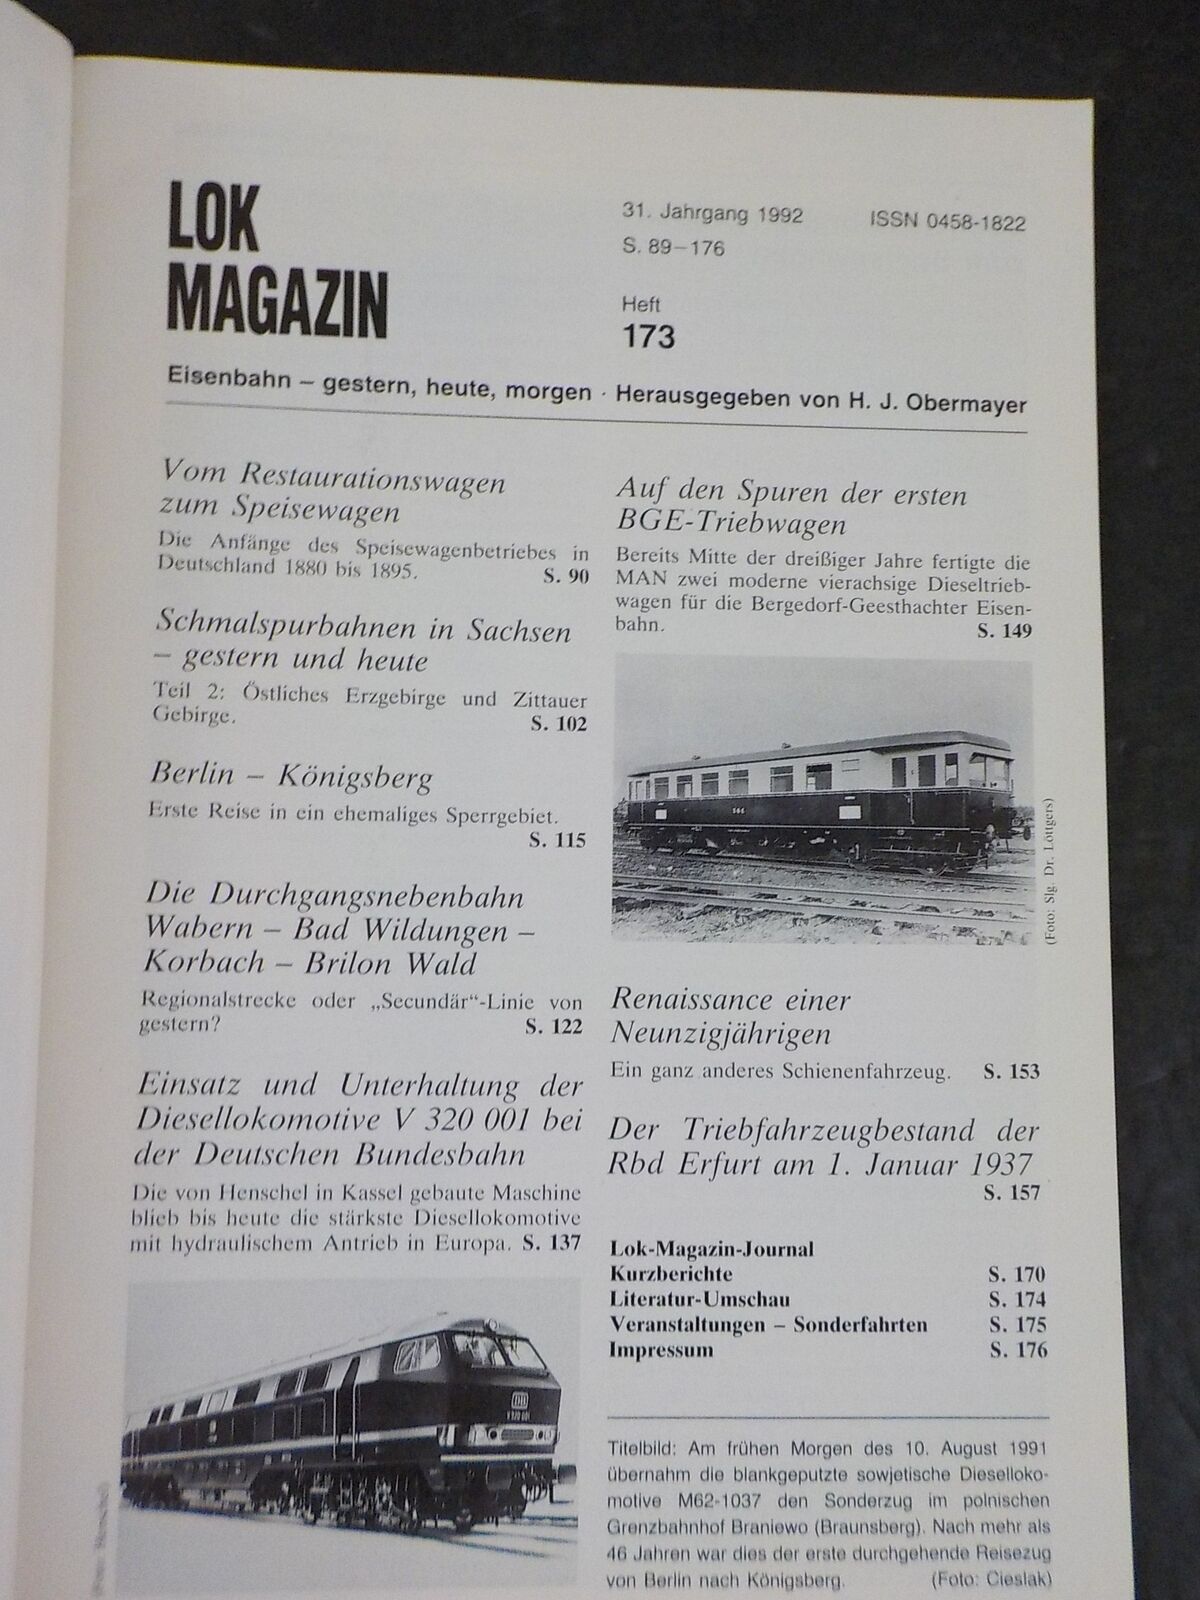 LOK
MAGAZIN
31. Jahrgang 1992 ISSN 0458-1822
S. 89–176
Heft
173
Eisenbahn – gestern, heute, morgen · Herausgegeben von H. J. Obermayer
Vom Restaurationswagen
zum Speisewagen
Die Anfänge des Speisewagenbetriebes in
Deutschland 1880 bis 1895. S. 90
Schmalspurbahnen in Sachsen
– gestern und heute
Teil 2: Östliches Erzgebirge und Zittauer
Gebirge. S. 102
Berlin – Königsberg
Erste Reise in ein ehemaliges Sperrgebiet.
S. 115
Die Durchgangsnebenbahn
Wabern – Bad Wildungen –
Korbach – Brilon Wald
Regionalstrecke oder „Secundär“-Linie von
gestern? S. 122
Einsatz und Unterhaltung der
Diesellokomotive V 320 001 bei
der Deutschen Bundesbahn
Die von Henschel in Kassel gebaute Maschine
blieb bis heute die stärkste Diesellokomotive
mit hydraulischem Antrieb in Europa. S. 137
DB
V 320 001
Auf den Spuren der ersten
BGE-Triebwagen
Bereits Mitte der dreißiger Jahre fertigte die
MAN zwei moderne vierachsige Dieseltrieb-
wagen für die Bergedorf-Geesthachter Eisen-
bahn. S. 149
(Foto: Slg. Dr. Löttgers)
Renaissance einer
Neunzigjährigen
Ein ganz anderes Schienenfahrzeug. S. 153
Der Triebfahrzeugbestand der
Rbd Erfurt am 1. Januar 1937
S. 157
Lok-Magazin-Journal
Kurzberichte S. 170
Literatur-Umschau S. 174
Veranstaltungen – Sonderfahrten S. 175
Impressum S. 176
Titelbild: Am frühen Morgen des 10. August 1991
übernahm die blankgeputzte sowjetische Dieselloko-
motive M62-1037 den Sonderzug im polnischen
Grenzbahnhof Braniewo (Braunsberg). Nach mehr als
46 Jahren war dies der erste durchgehende Reisezug
von Berlin nach Königsberg. (Foto: Cieslak)